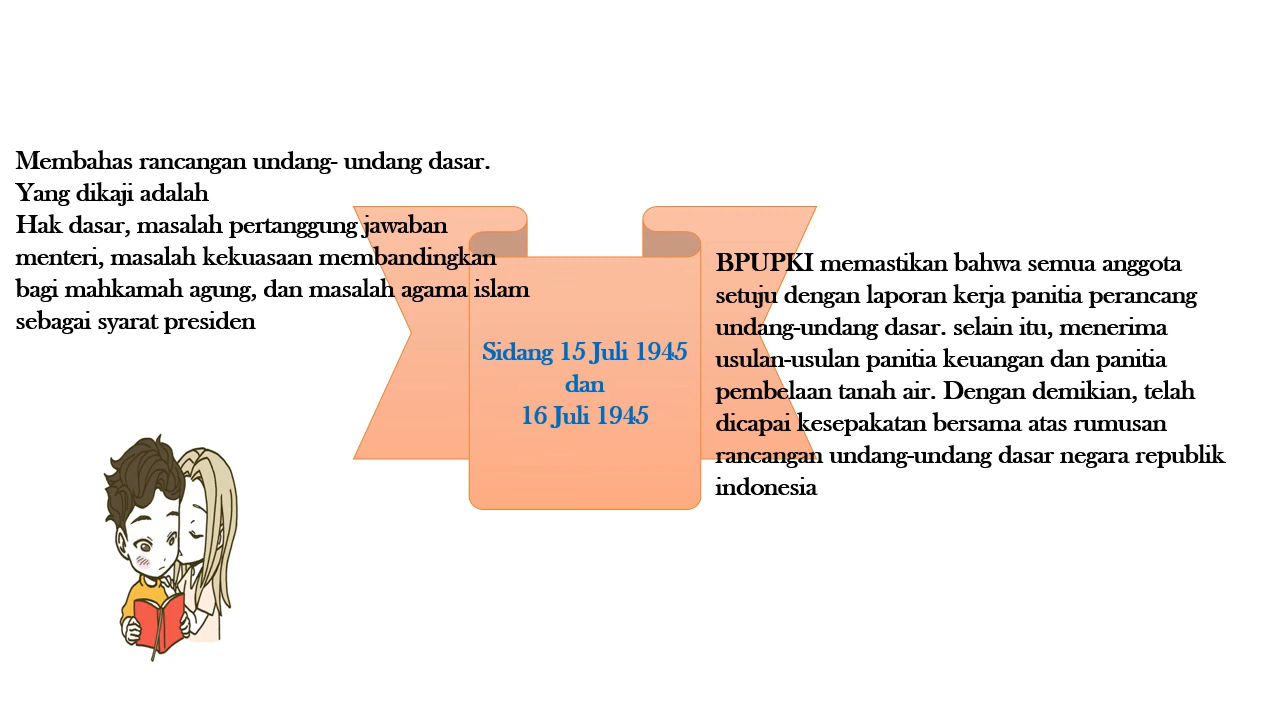 Membahas rancangan undang- undang dasar.
Yang dikaji adalah
Hak dasar, masalah pertanggung jawaban
menteri, masalah kekuasaan membandingkan
bagi mahkamah agung, dan masalah agama islam
sebagai syarat presiden
Sidang 15 Juli 1945
dan
16 Juli 1945
BPUPKI memastikan bahwa semua anggota
setuju dengan laporan kerja panitia perancang
undang-undang dasar. selain itu, menerima
usulan-usulan panitia keuangan dan panitia
pembelaan tanah air. Dengan demikian, telah
dicapai kesepakatan bersama atas rumusan
rancangan undang-undang dasar negara republik
indonesia